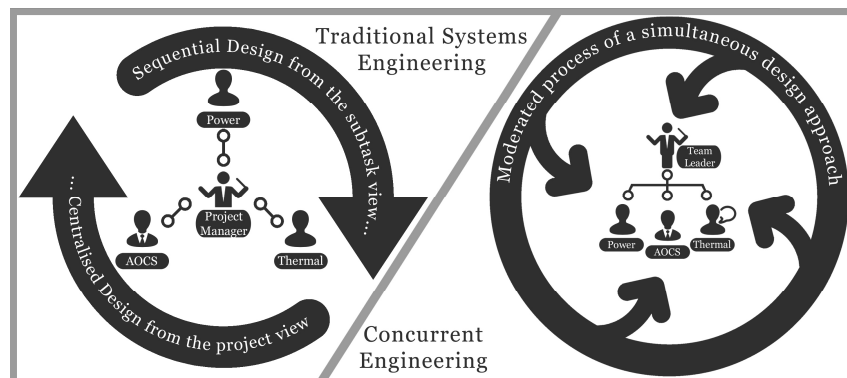 Traditional Systems
Engineering
Sequential Design from the subtask view...
Power
Project
Manager
AOCS
Thermal
... Centralised Design from the project view
Concurrent
Engineering
Moderated process of a simultaneous design approach
Team
Leader
Power
AOCS
Thermal